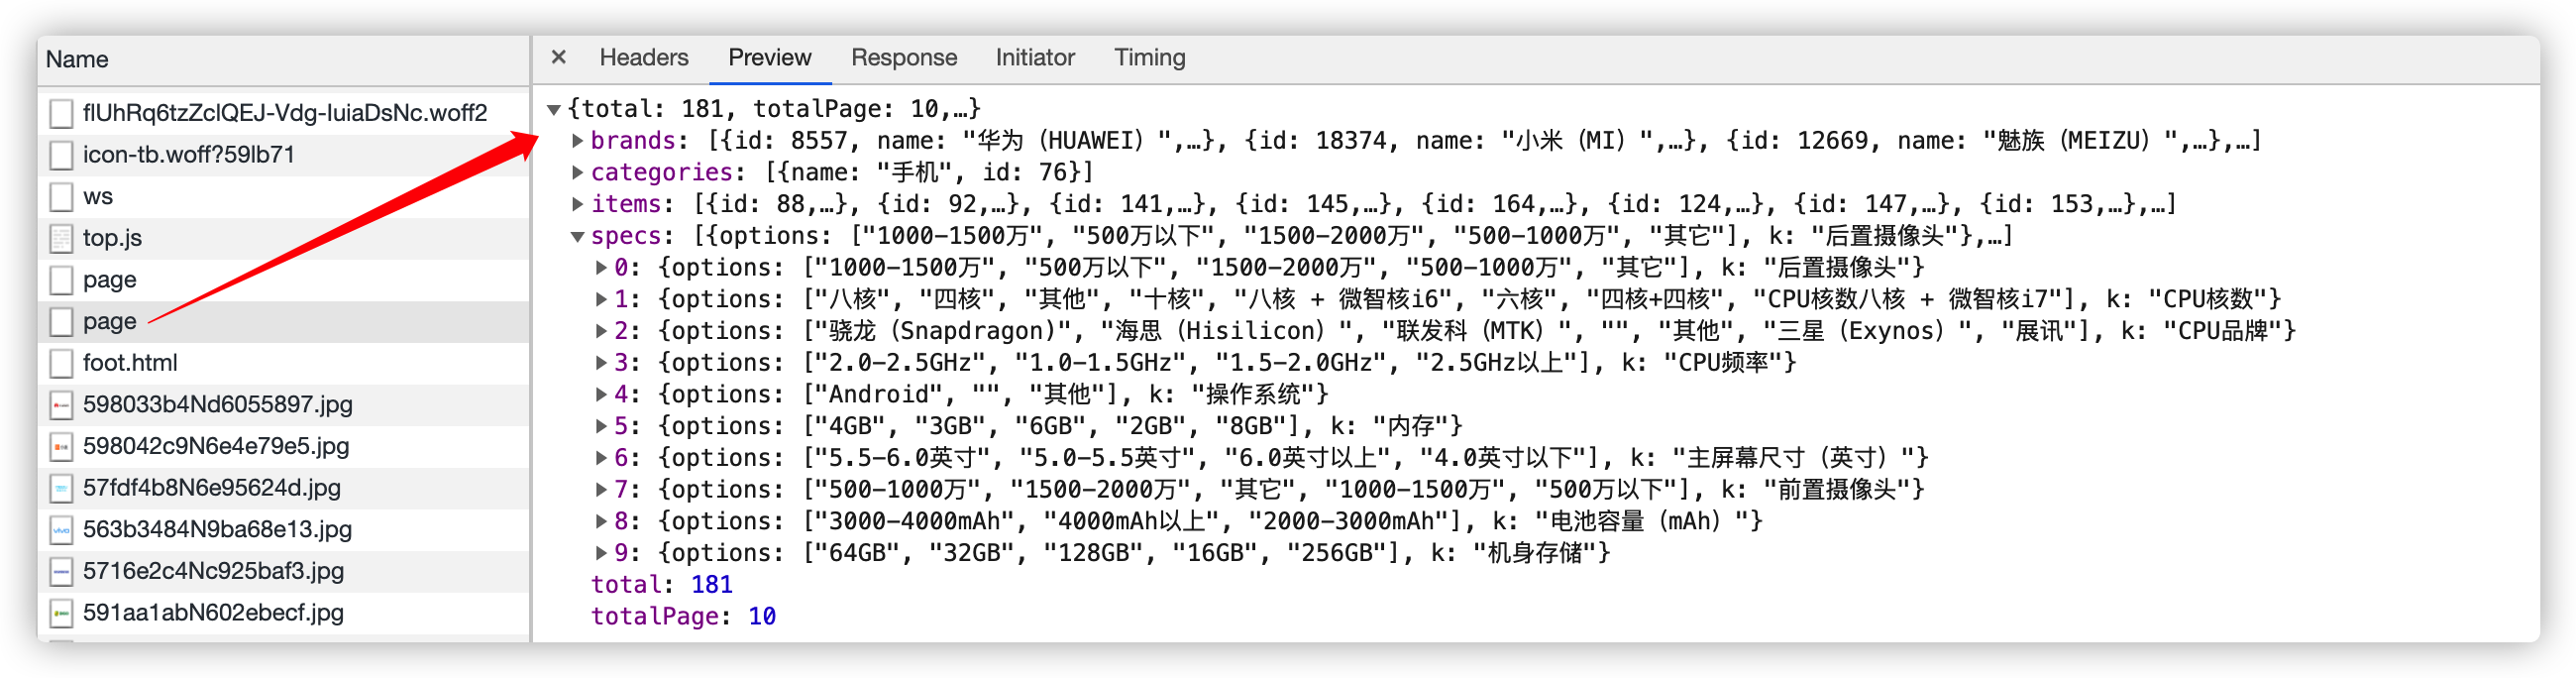 Name
flUhRq6tzZclQEJ-Vdg-IuiaDsNc.woff2
icon-tb.woff?59lb71
ws
top.js
page
page
foot.html
598033b4Nd6055897.jpg
598042c9N6e4e79e5.jpg
57fdf4b8N6e95624d.jpg
563b3484N9ba68e13.jpg
5716e2c4Nc925baf3.jpg
591aa1abN602ebecf.jpg
× Headers Preview Response Initiator Timing
▼{total: 181, totalPage: 10,…}
▶brands: [{id: 8557, name: "华为（HUAWEI）",…}, {id: 18374, name: "小米（MI）",…}, {id: 12669, name: "魅族（MEIZU）",…},…]
▶categories: [{name: "手机", id: 76}]
▶items: [{id: 88,…}, {id: 92,…}, {id: 141,…}, {id: 145,…}, {id: 164,…}, {id: 124,…}, {id: 147,…}, {id: 153,…},…]
▼specs: [{options: ["1000-1500万", "500万以下", "1500-2000万", "500-1000万", "其它"], k: "后置摄像头"},…]
▶0: {options: ["1000-1500万", "500万以下", "1500-2000万", "500-1000万", "其它"], k: "后置摄像头"}
▶1: {options: ["八核", "四核", "其他", "十核", "八核 + 微智核i6", "六核", "四核+四核", "CPU核数八核 + 微智核i7"], k: "CPU核数"}
▶2: {options: ["骁龙（Snapdragon)", "海思（Hisilicon）", "联发科（MTK）", "", "其他", "三星（Exynos）", "展讯"], k: "CPU品牌"}
▶3: {options: ["2.0-2.5GHz", "1.0-1.5GHz", "1.5-2.0GHz", "2.5GHz以上"], k: "CPU频率"}
▶4: {options: ["Android", "", "其他"], k: "操作系统"}
▶5: {options: ["4GB", "3GB", "6GB", "2GB", "8GB"], k: "内存"}
▶6: {options: ["5.5-6.0英寸", "5.0-5.5英寸", "6.0英寸以上", "4.0英寸以下"], k: "主屏幕尺寸（英寸）"}
▶7: {options: ["500-1000万", "1500-2000万", "其它", "1000-1500万", "500万以下"], k: "前置摄像头"}
▶8: {options: ["3000-4000mAh", "4000mAh以上", "2000-3000mAh"], k: "电池容量（mAh）"}
▶9: {options: ["64GB", "32GB", "128GB", "16GB", "256GB"], k: "机身存储"}
total: 181
totalPage: 10